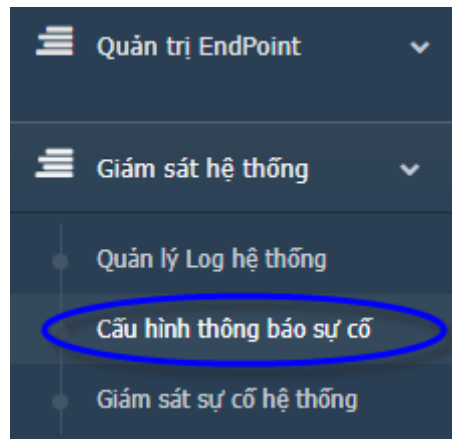 Quản trị EndPoint
Giám sát hệ thống
Quản lý Log hệ thống
Cấu hình thông báo sự cố
Giám sát sự cố hệ thống